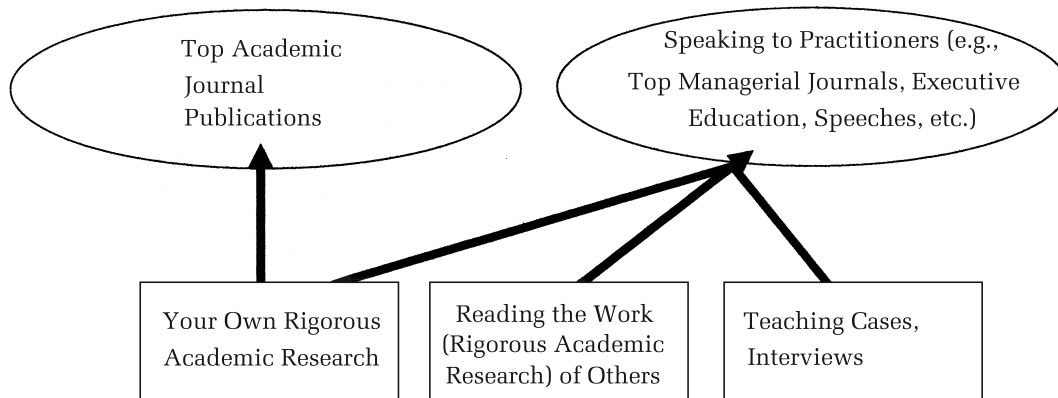 Top Academic
Journal
Publications
Speaking to Practitioners (e.g.,
Top Managerial Journals, Executive
Education, Speeches, etc.)
Your Own Rigorous
Academic Research
Reading the Work
(Rigorous Academic
Research) of Others
Teaching Cases,
Interviews